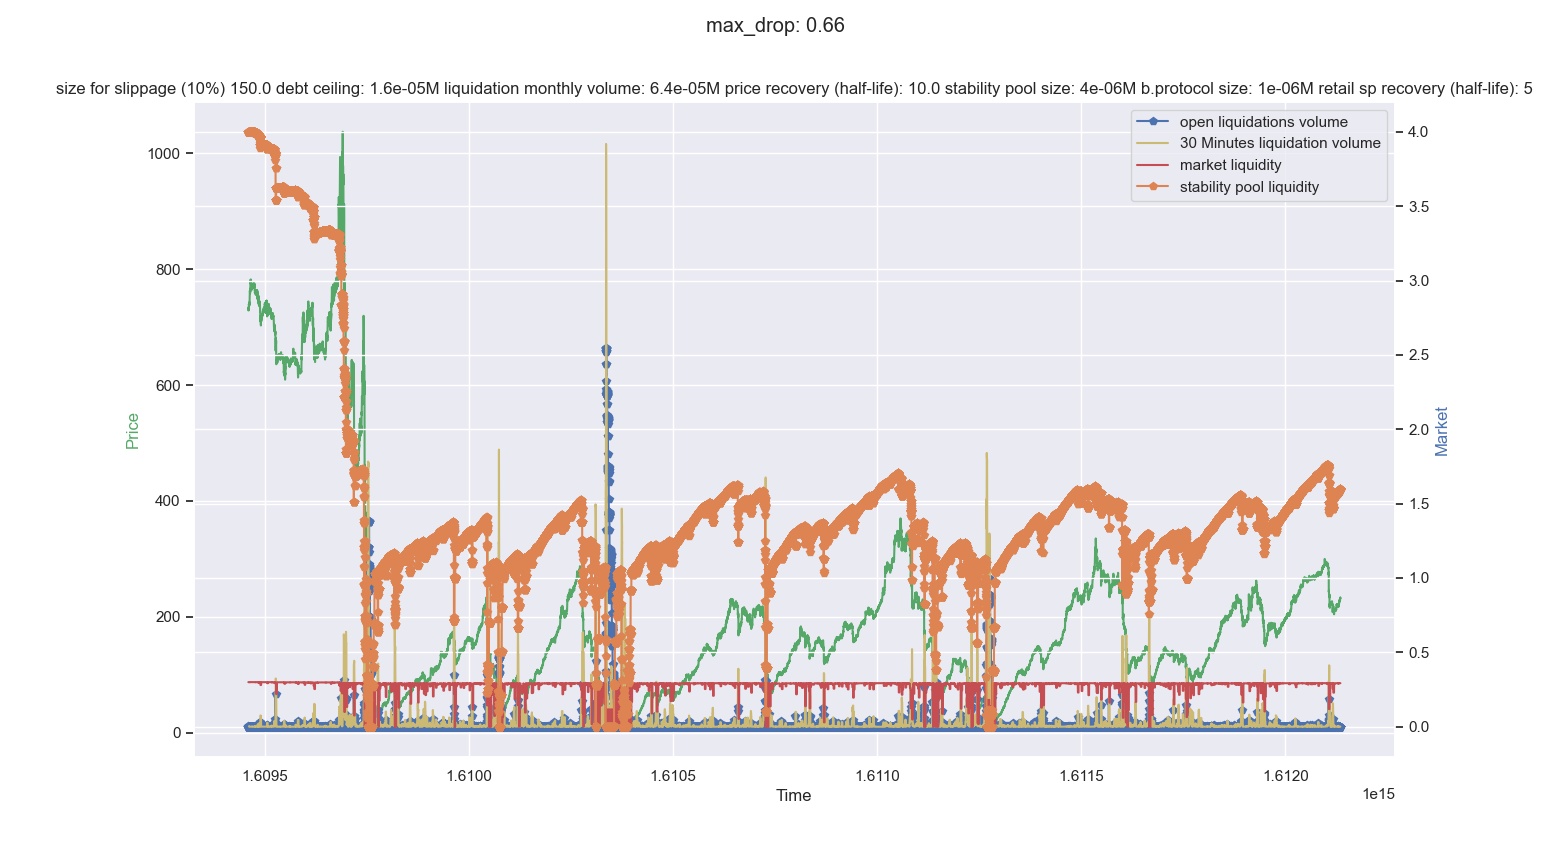 max_drop: 0.66
size for slippage (10%) 150.0 debt ceiling: 1.6e-05M liquidation monthly volume: 6.4e-05M price recovery (half-life): 10.0 stability pool size: 4e-06M b.protocol size: 1e-06M retail sp recovery (half-life): 5
open liquidations volume
30 Minutes liquidation volume
market liquidity
stability pool liquidity
1000
800
600
400
200
0
Price
4.0
3.5
3.0
2.5
2.0
1.5
1.0
0.5
0.0
Market
1.6095 1.6100 1.6105 1.6110 1.6115 1.6120
Time
1e15